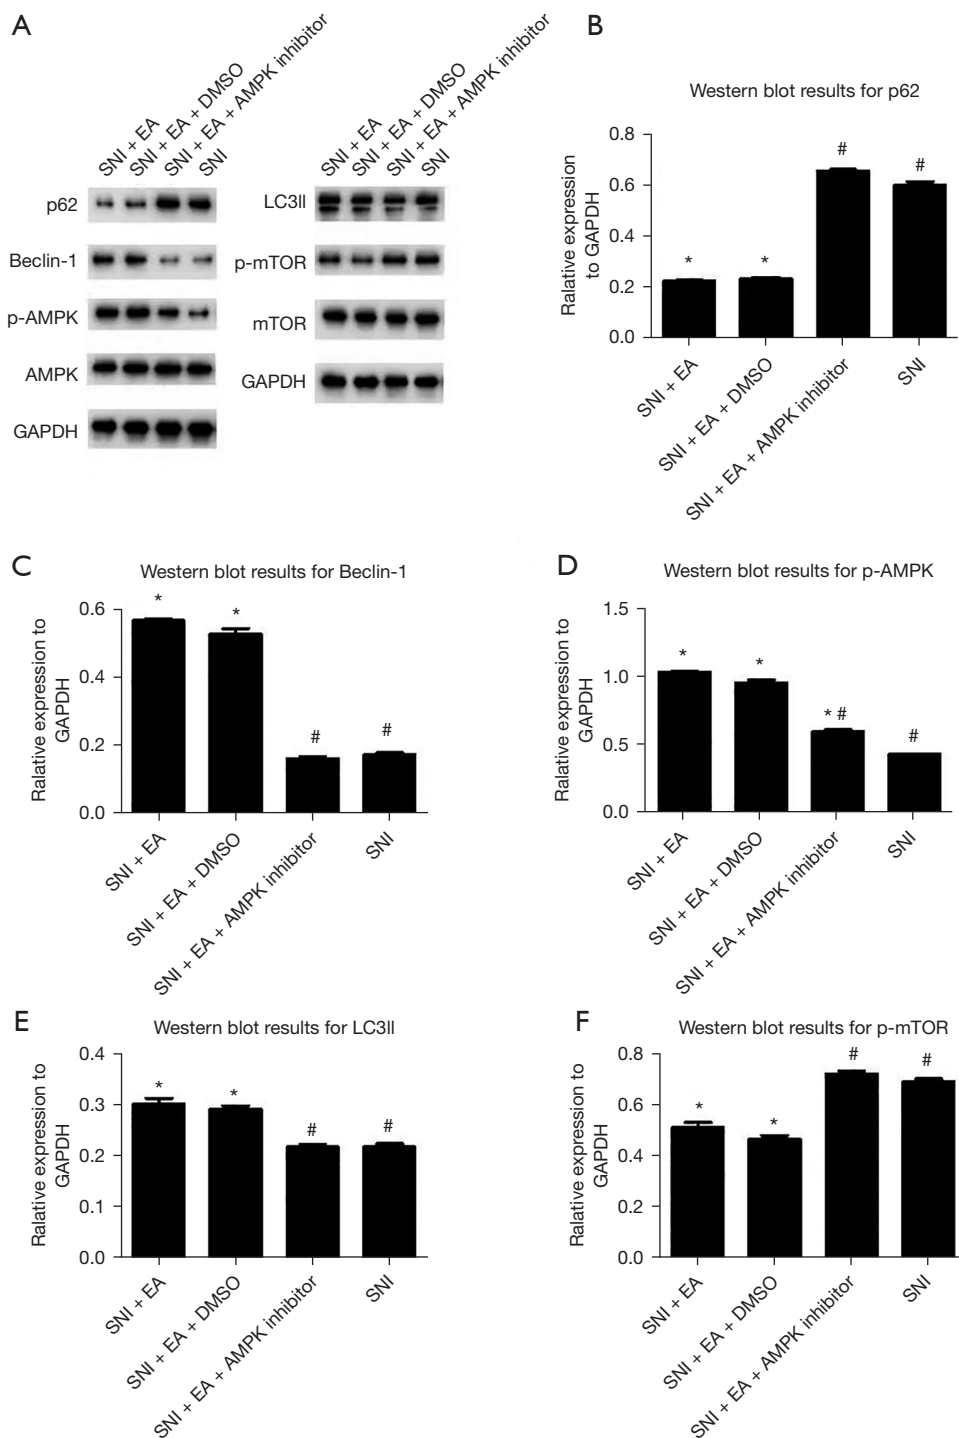 A
SNI + EA
SNI + EA + DMSO
SNI + EA + AMPK inhibitor
SNI
p62
Beclin-1
p-AMPK
AMPK
GAPDH
SNI + EA
SNI + EA + DMSO
SNI + EA + AMPK inhibitor
SNI
LC3II
p-mTOR
mTOR
GAPDH
B
Western blot results for p62
Ralative expression
to GAPDH
0.8
0.6
0.4
0.2
0.0
*
*
#
#
SNI + EA
SNI + EA + DMSO
SNI + EA + AMPK inhibitor
SNI
C
Western blot results for Beclin-1
Ralative expression to
GAPDH
0.6
0.4
0.2
0.0
*
*
#
#
SNI + EA
SNI + EA + DMSO
SNI + EA + AMPK inhibitor
SNI
D
Western blot results for p-AMPK
Ralative expression to
GAPDH
1.5
1.0
0.5
0.0
*
*
* #
#
SNI + EA
SNI + EA + DMSO
SNI + EA + AMPK inhibitor
SNI
E
Western blot results for LC3II
Ralative expression to
GAPDH
0.4
0.3
0.2
0.1
0.0
*
*
#
#
SNI + EA
SNI + EA + DMSO
SNI + EA + AMPK inhibitor
SNI
F
Western blot results for p-mTOR
Ralative expression to
GAPDH
0.8
0.6
0.4
0.2
0.0
*
*
#
#
SNI + EA
SNI + EA + DMSO
SNI + EA + AMPK inhibitor
SNI